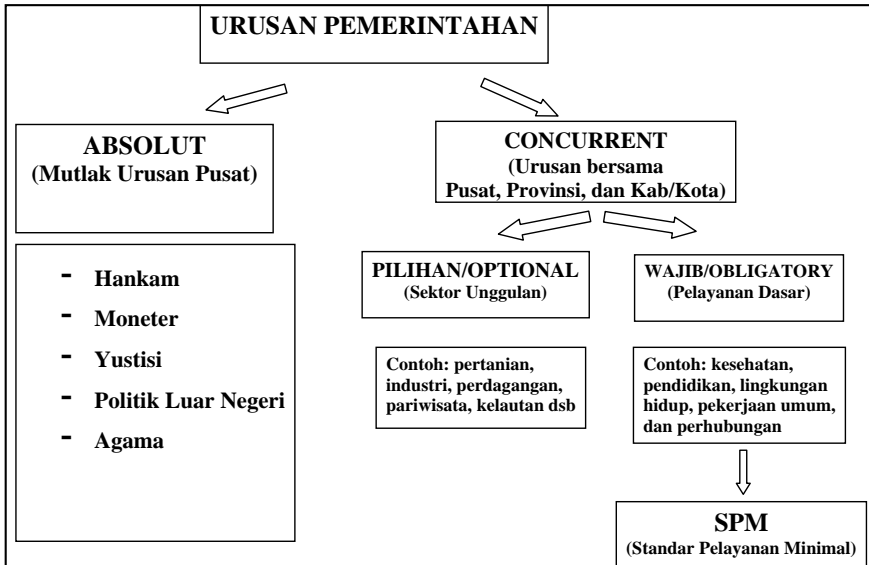 URUSAN PEMERINTAHAN
ABSOLUT
(Mutlak Urusan Pusat)
- Hankam
- Moneter
- Yustisi
- Politik Luar Negeri
- Agama
CONCURRENT
(Urusan bersama
Pusat, Provinsi, dan Kab/Kota)
PILIHAN/OPTIONAL
(Sektor Unggulan)
Contoh: pertanian,
industri, perdagangan,
pariwisata, kelautan dsb
WAJIB/OBLIGATORY
(Pelayanan Dasar)
Contoh: kesehatan,
pendidikan, lingkungan
hidup, pekerjaan umum,
dan perhubungan
SPM
(Standar Pelayanan Minimal)